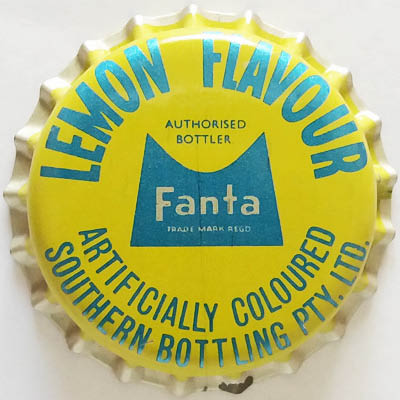 LEMON FLAVOUR
AUTHORISED
BOTTLER
Fanta
TRADE MARK REGD
ARTIFICIALLY COLOURED
SOUTHERN BOTTLING PTY. LTD.